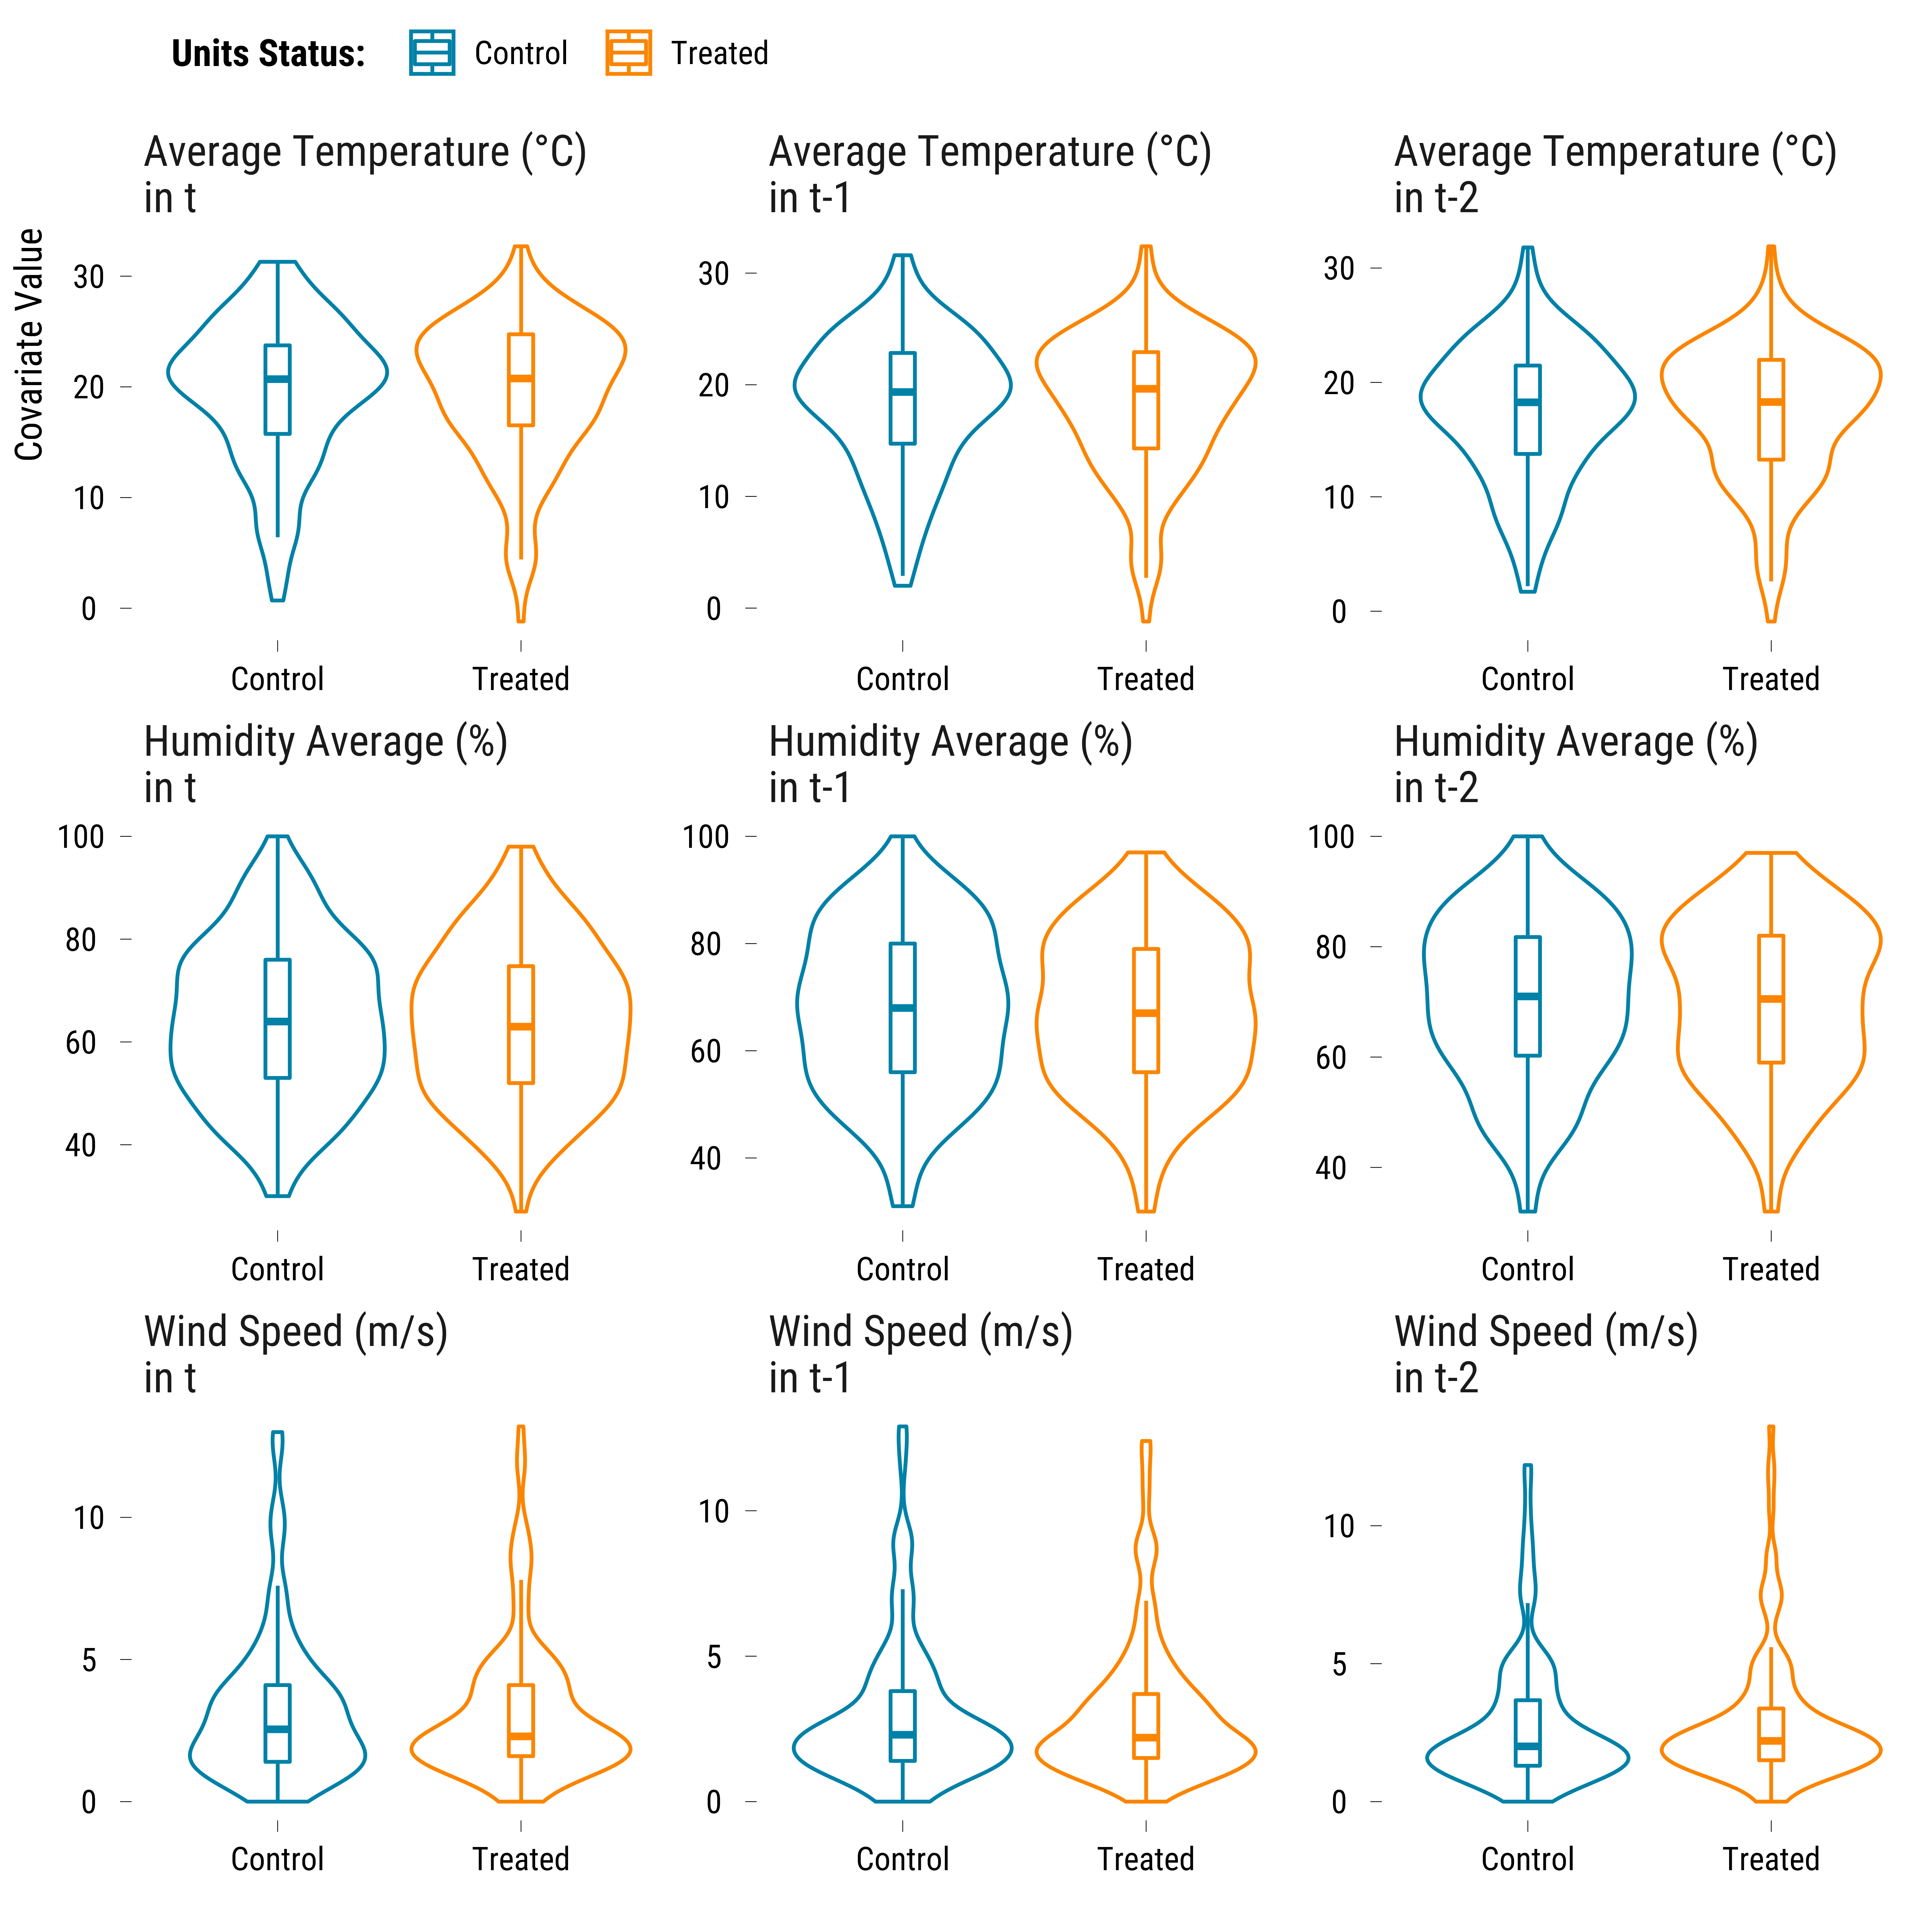 Units Status: Control Treated
Average Temperature (°C)
in t
Average Temperature (°C)
in t-1
Average Temperature (°C)
in t-2
Covariate Value
30
20
10
0
Control Treated
30
20
10
0
Control Treated
30
20
10
0
Control Treated
Humidity Average (%)
in t
Humidity Average (%)
in t-1
Humidity Average (%)
in t-2
100
80
60
40
Control Treated
100
80
60
40
Control Treated
100
80
60
40
Control Treated
Wind Speed (m/s)
in t
Wind Speed (m/s)
in t-1
Wind Speed (m/s)
in t-2
10
5
0
Control Treated
10
5
0
Control Treated
10
5
0
Control Treated